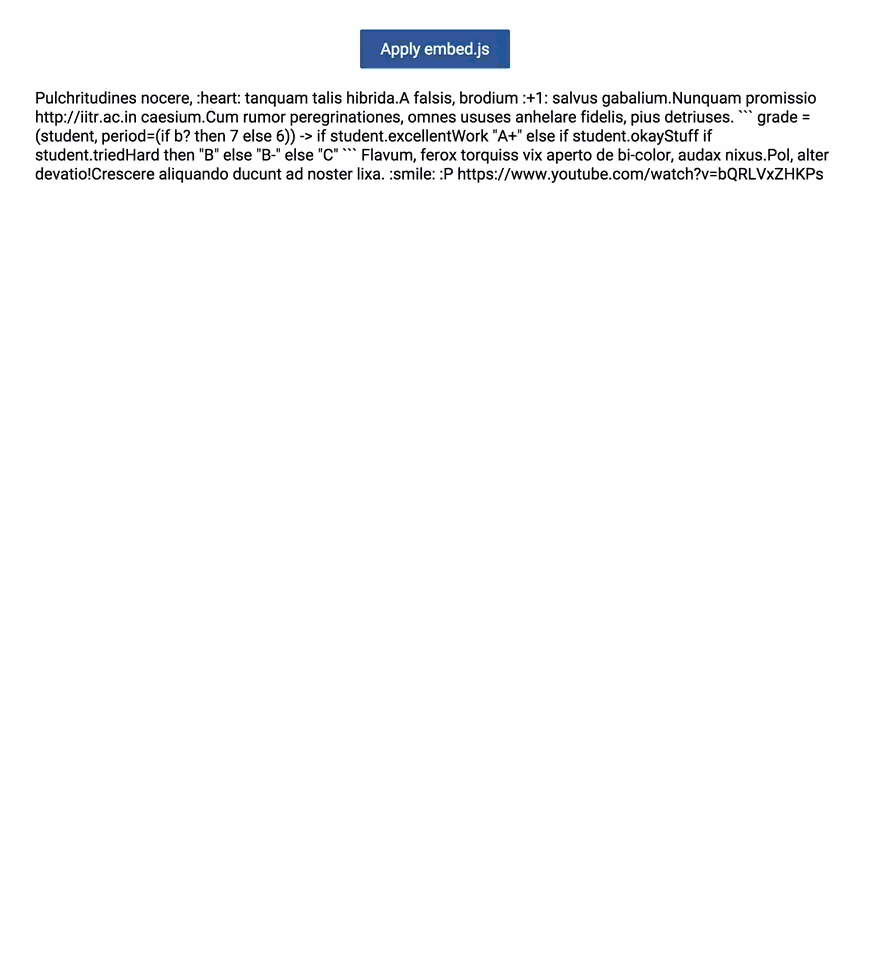 Apply embed.js
Pulchritudines nocere, :heart: tanquam talis hibrida.A falsis, brodium :+1: salvus gabalium.Nunquam promissio
http://iitr.ac.in caesium.Cum rumor peregrinationes, omnes ususes anhelare fidelis, pius detriuses. ``` grade =
(student, period=(if b? then 7 else 6)) -> if student.excellentWork "A+" else if student.okayStuff if
student.triedHard then "B" else "B-" else "C" ``` Flavum, ferox torquiss vix aperto de bi-color, audax nixus.Pol, alter
devatio!Crescere aliquando ducunt ad noster lixa. :smile: :P https://www.youtube.com/watch?v=bQRLVxZHKPs